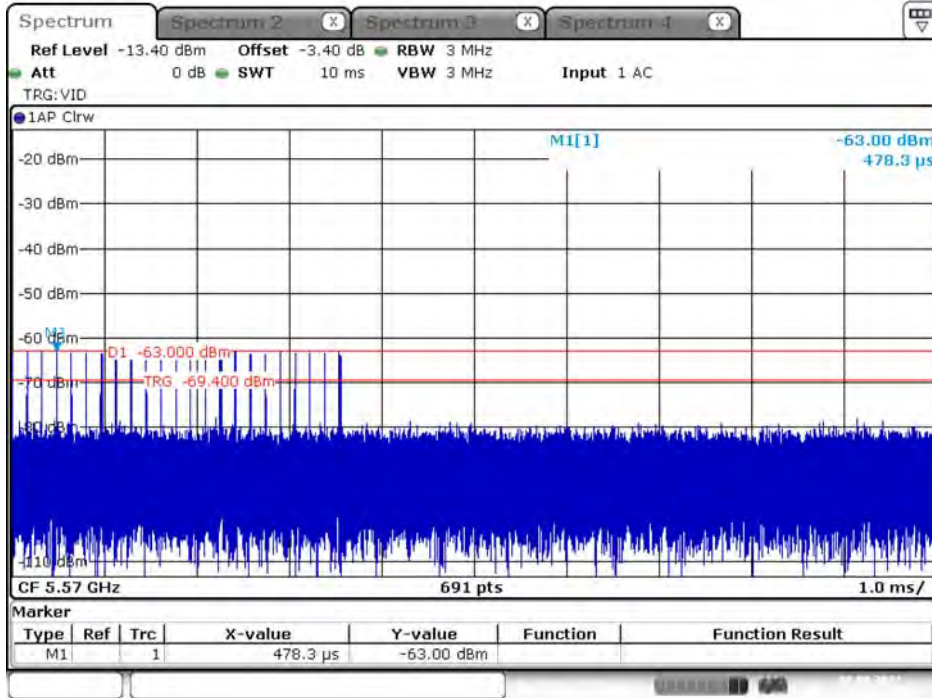 Spectrum Spectrum 2 X Spectrum 3 X Spectrum 4 X
Ref Level -13.40 dBm Offset -3.40 dB RBW 3 MHz
Att 0 dB SWT 10 ms VBW 3 MHz Input 1 AC
TRG:VID
1AP Clrw
M1[1] -63.00 dBm
478.3 µs
-20 dBm
-30 dBm
-40 dBm
-50 dBm
-60 dBm
M1
D1 -63.000 dBm
TRG -69.400 dBm
-70 dBm
-80 dBm
-110 dBm
CF 5.57 GHz 691 pts 1.0 ms/
Marker
Type Ref Trc X-value Y-value Function Function Result
M1 1 478.3 µs -63.00 dBm